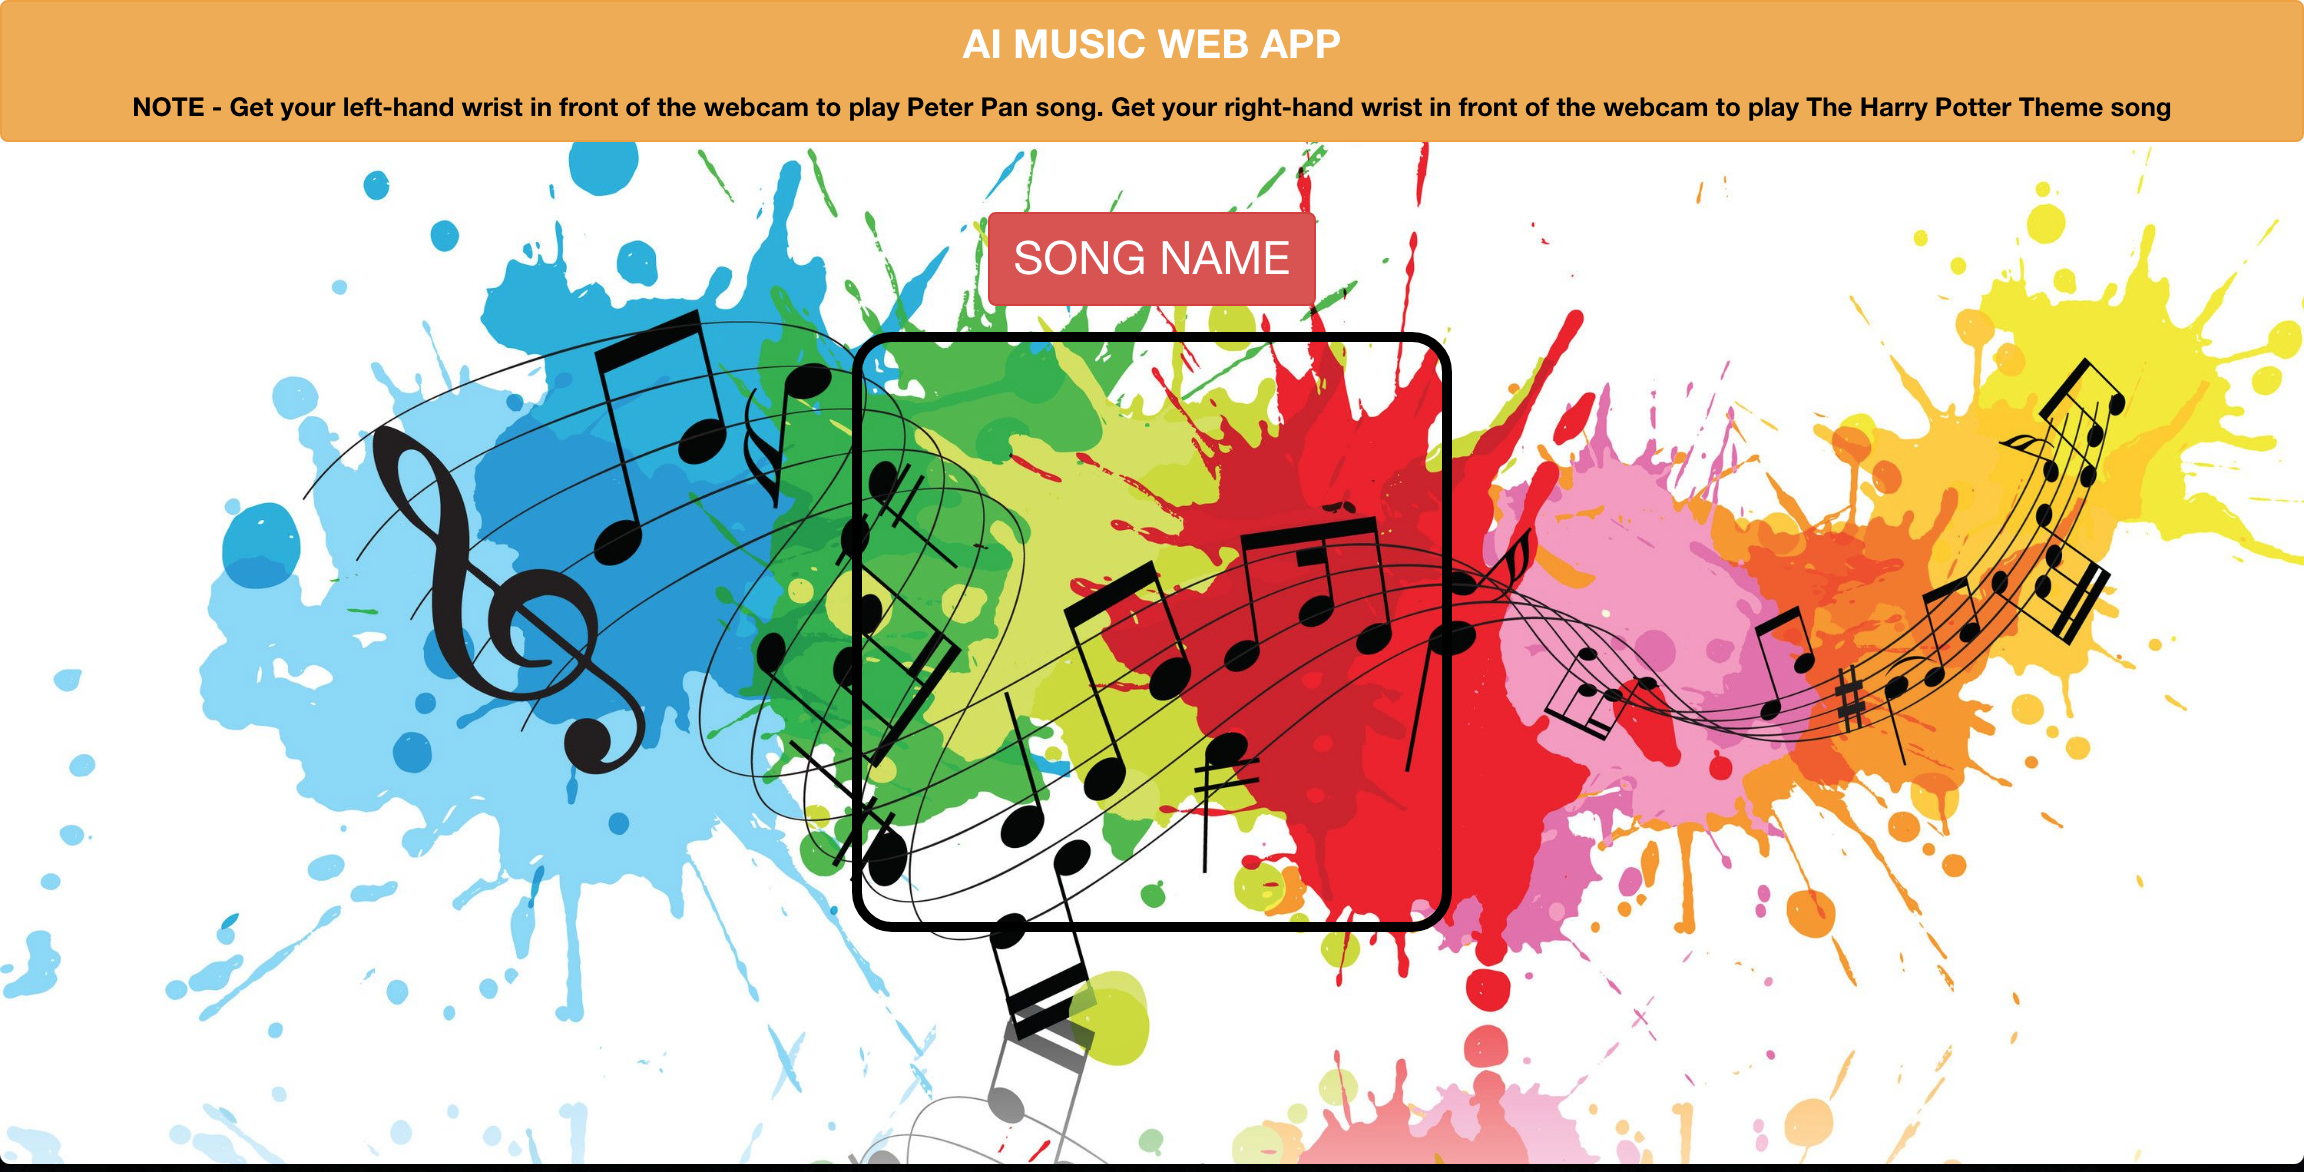 AI MUSIC WEB APP
NOTE - Get your left-hand wrist in front of the webcam to play Peter Pan song. Get your right-hand wrist in front of the webcam to play The Harry Potter Theme song
SONG NAME